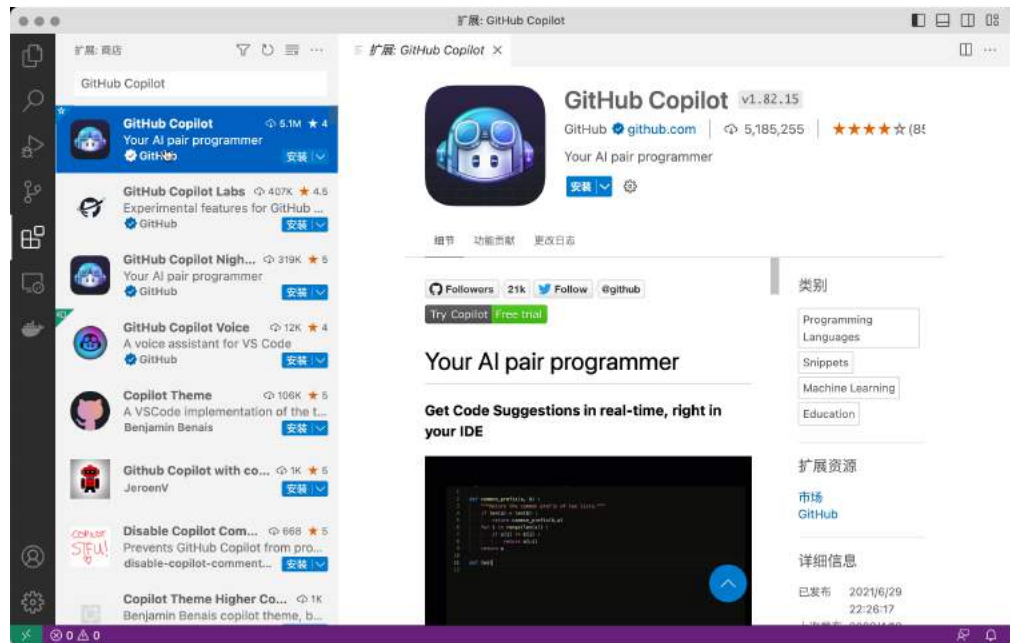 扩展: GitHub Copilot
扩展: 商店
GitHub Copilot
GitHub Copilot 5.1M ★ 4
Your AI pair programmer
GitHub 安装
GitHub Copilot Labs 407K ★ 4.5
Experimental features for GitHub ...
GitHub 安装
GitHub Copilot Nigh... 319K ★ 5
Your AI pair programmer
GitHub 安装
GitHub Copilot Voice 12K ★ 4
A voice assistant for VS Code
GitHub 安装
Copilot Theme 106K ★ 5
A VSCode implementation of the t...
Benjamin Benais 安装
Github Copilot with co... 1K ★ 5
JeroenV 安装
Disable Copilot Com... 668 ★ 5
Prevents GitHub Copilot from pro...
disable-copilot-comment... 安装
COPILOT
STFU!
Copilot Theme Higher Co... 1K
Benjamin Benais copilot theme, b...
0 0
扩展: GitHub Copilot
GitHub Copilot v1.82.15
GitHub github.com 5,185,255 ★★★★☆
Your AI pair programmer
安装
细节 功能贡献 更改日志
Followers 21k Follow @github
Try Copilot Free trial
Your AI pair programmer
Get Code Suggestions in real-time, right in
your IDE
类别
Programming
Languages
Snippets
Machine Learning
Education
扩展资源
市场
GitHub
详细信息
已发布 2021/6/29
22:26:17